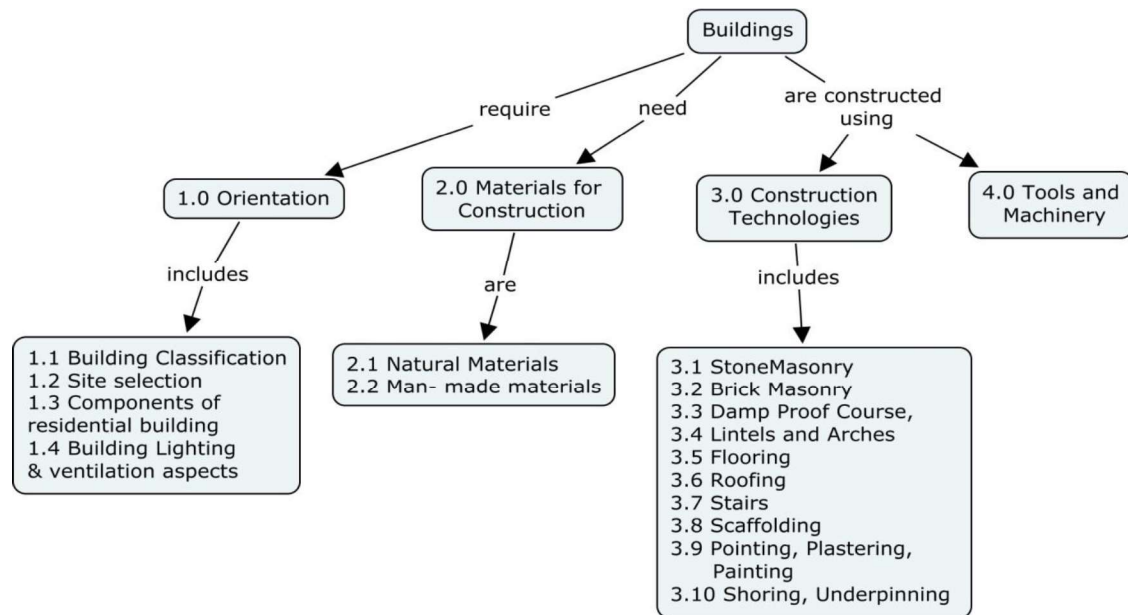 Buildings
require
need
are constructed
using
1.0 Orientation
2.0 Materials for
Construction
3.0 Construction
Technologies
4.0 Tools and
Machinery
includes
are
includes
1.1 Building Classification
1.2 Site selection
1.3 Components of
residential building
1.4 Building Lighting
& ventilation aspects
2.1 Natural Materials
2.2 Man- made materials
3.1 StoneMasonry
3.2 Brick Masonry
3.3 Damp Proof Course,
3.4 Lintels and Arches
3.5 Flooring
3.6 Roofing
3.7 Stairs
3.8 Scaffolding
3.9 Pointing, Plastering,
Painting
3.10 Shoring, Underpinning